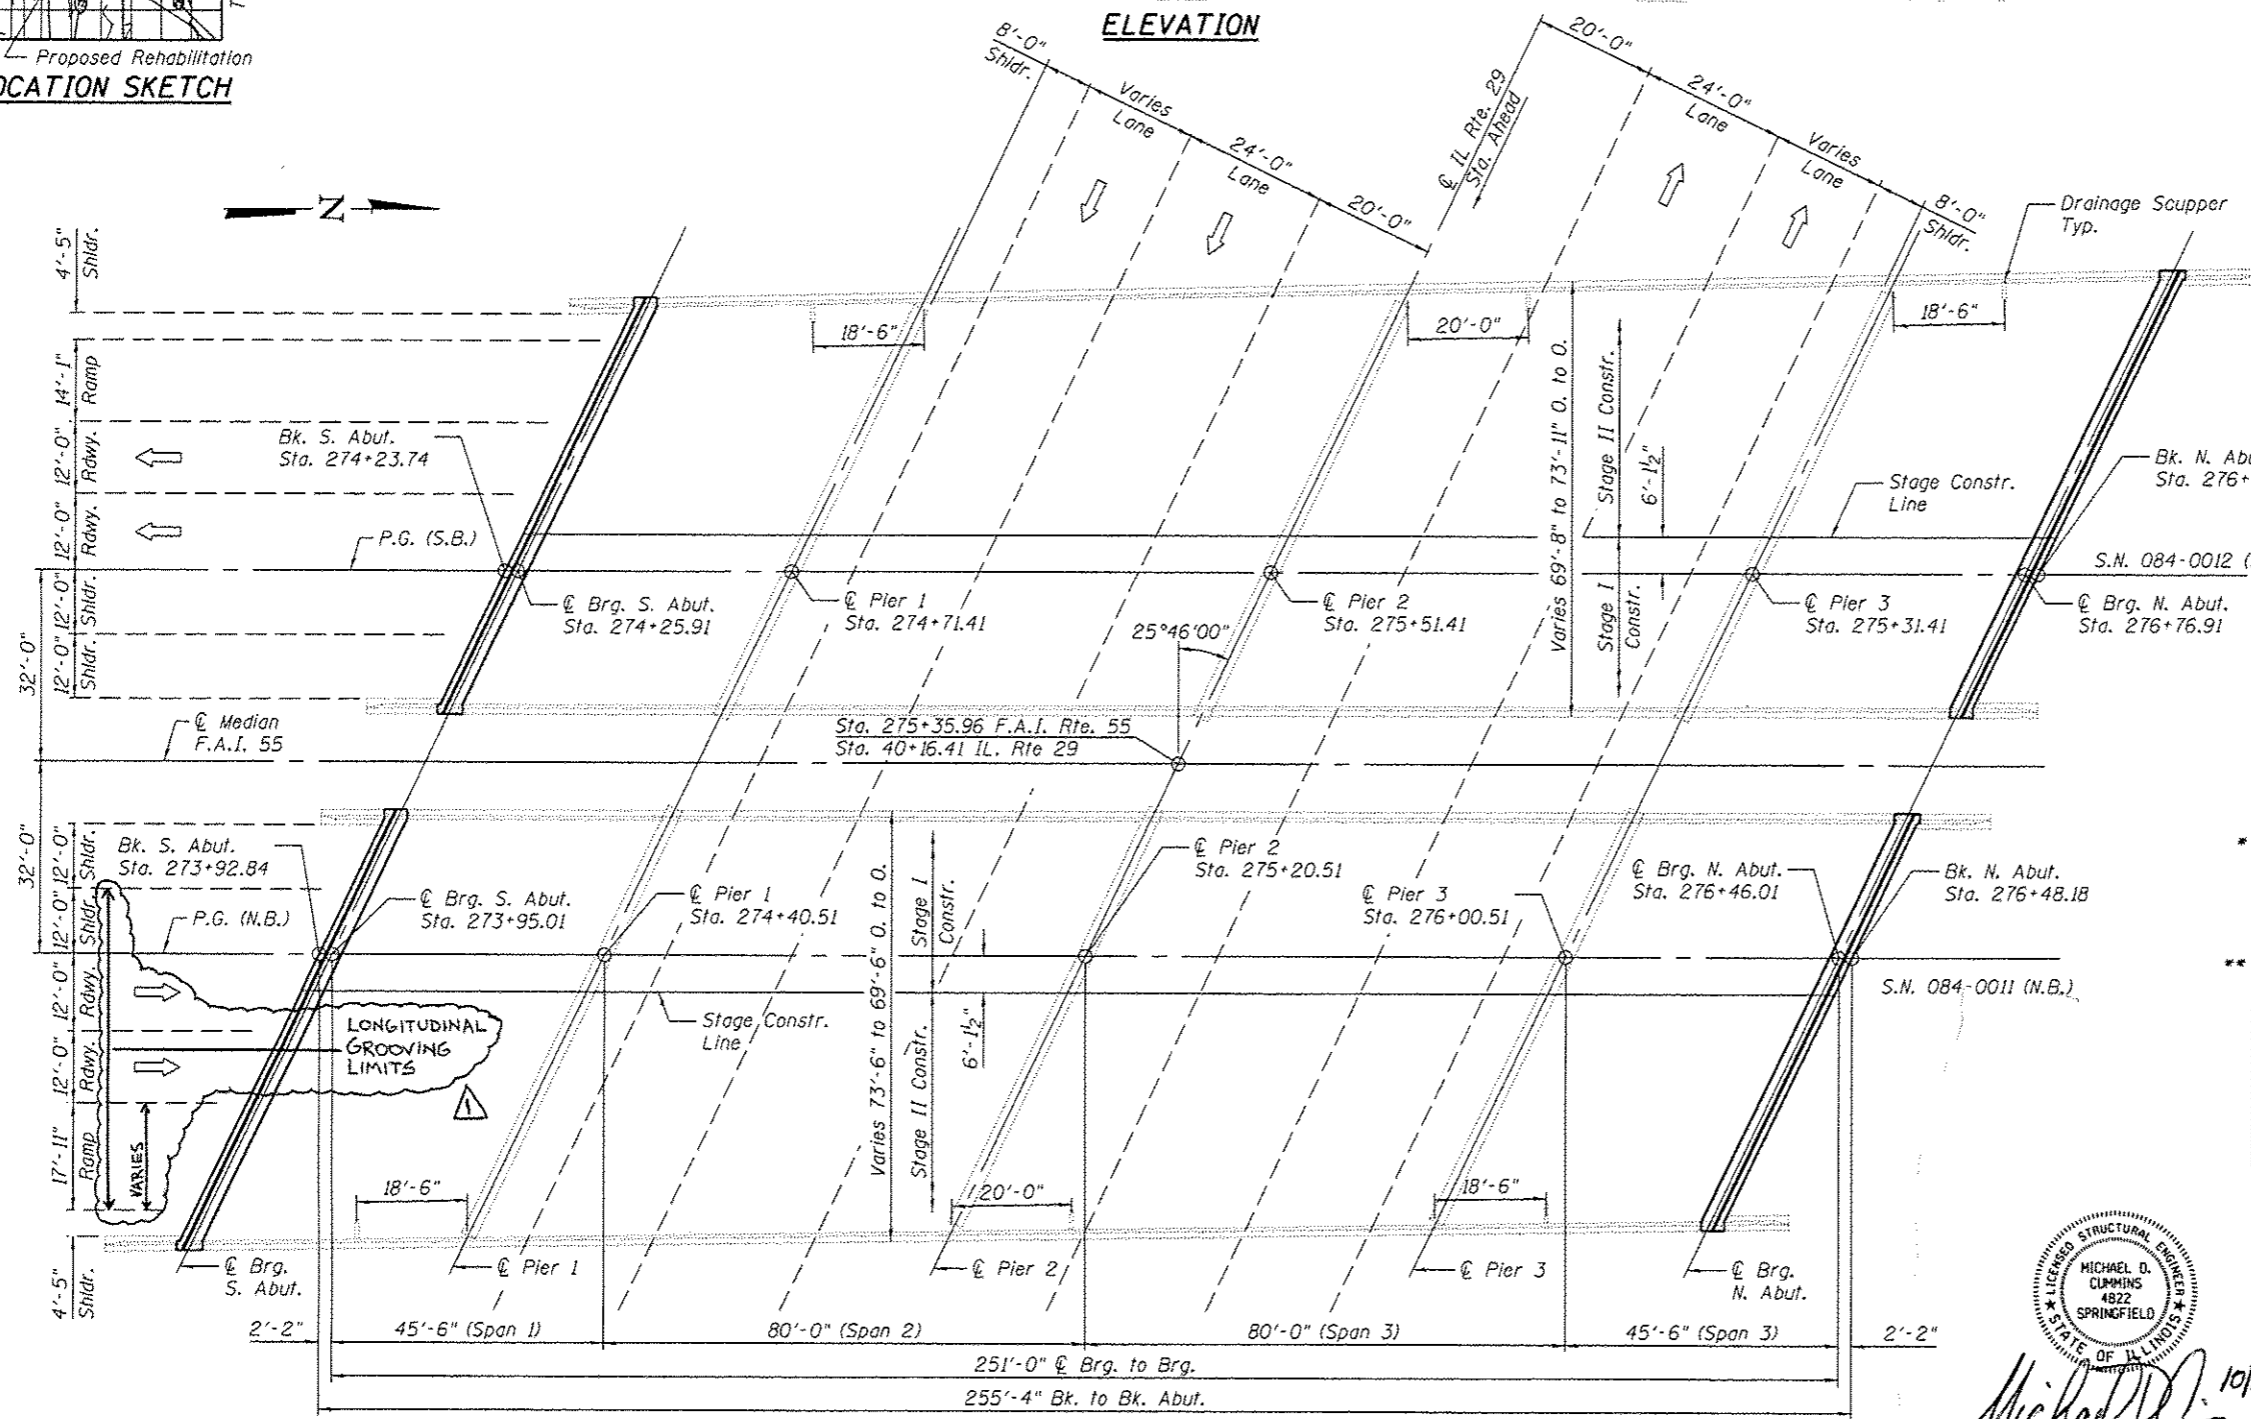 Proposed Rehabilitation
OCATION SKETCH
ELEVATION
8'-0"
Shldr.
Varies
Lane
24'-0"
Lane
20'-0"
℄ IL Rte. 29
Sta. Ahead
20'-0"
24'-0"
Lane
Varies
Lane
8'-0"
Shldr.
Drainage Scupper
Typ.
N
4'-5"
Shldr.
14'-1"
Ramp
12'-0"
Rdwy.
12'-0"
Rdwy.
12'-0"
Shldr.
12'-0"
Shldr.
32'-0"
32'-0"
18'-6"
20'-0"
18'-6"
Bk. S. Abut.
Sta. 274+23.74
P.G. (S.B.)
℄ Brg. S. Abut.
Sta. 274+25.91
℄ Pier 1
Sta. 274+71.41
℄ Pier 2
Sta. 275+51.41
25°46'00"
Varies 69'-8" to 73'-11" O. to O.
Stage II Constr.
Stage I
Constr.
6'-1½"
Stage Constr.
Line
℄ Pier 3
Sta. 275+31.41
Bk. N. Abu
Sta. 276+
S.N. 084-0012 (
℄ Brg. N. Abut.
Sta. 276+76.91
℄ Median
F.A.I. 55
Sta. 275+35.96 F.A.I. Rte. 55
Sta. 40+16.41 IL. Rte 29
12'-0"
Shldr.
12'-0"
Shldr.
12'-0"
Rdwy.
12'-0"
Rdwy.
17'-11"
Ramp
VARIES
4'-5"
Shldr.
Bk. S. Abut.
Sta. 273+92.84
P.G. (N.B.)
℄ Brg. S. Abut.
Sta. 273+95.01
℄ Pier 1
Sta. 274+40.51
Varies 73'-6" to 69'-6" O. to O.
Stage I
Constr.
Stage II Constr.
6'-1½"
℄ Pier 2
Sta. 275+20.51
℄ Pier 3
Sta. 276+00.51
℄ Brg. N. Abut.
Sta. 276+46.01
Bk. N. Abut.
Sta. 276+48.18
*
**
S.N. 084-0011 (N.B.)
LONGITUDINAL
GROOVING
LIMITS
1
Stage Constr.
Line
18'-6"
20'-0"
18'-6"
℄ Brg.
S. Abut.
℄ Pier 1
℄ Pier 2
℄ Pier 3
℄ Brg.
N. Abut.
2'-2"
45'-6" (Span 1)
80'-0" (Span 2)
80'-0" (Span 3)
45'-6" (Span 3)
2'-2"
251'-0" ℄ Brg. to Brg.
255'-4" Bk. to Bk. Abut.
LICENSED STRUCTURAL ENGINEER
MICHAEL D.
CUMMINS
4822
SPRINGFIELD
STATE OF ILLINOIS